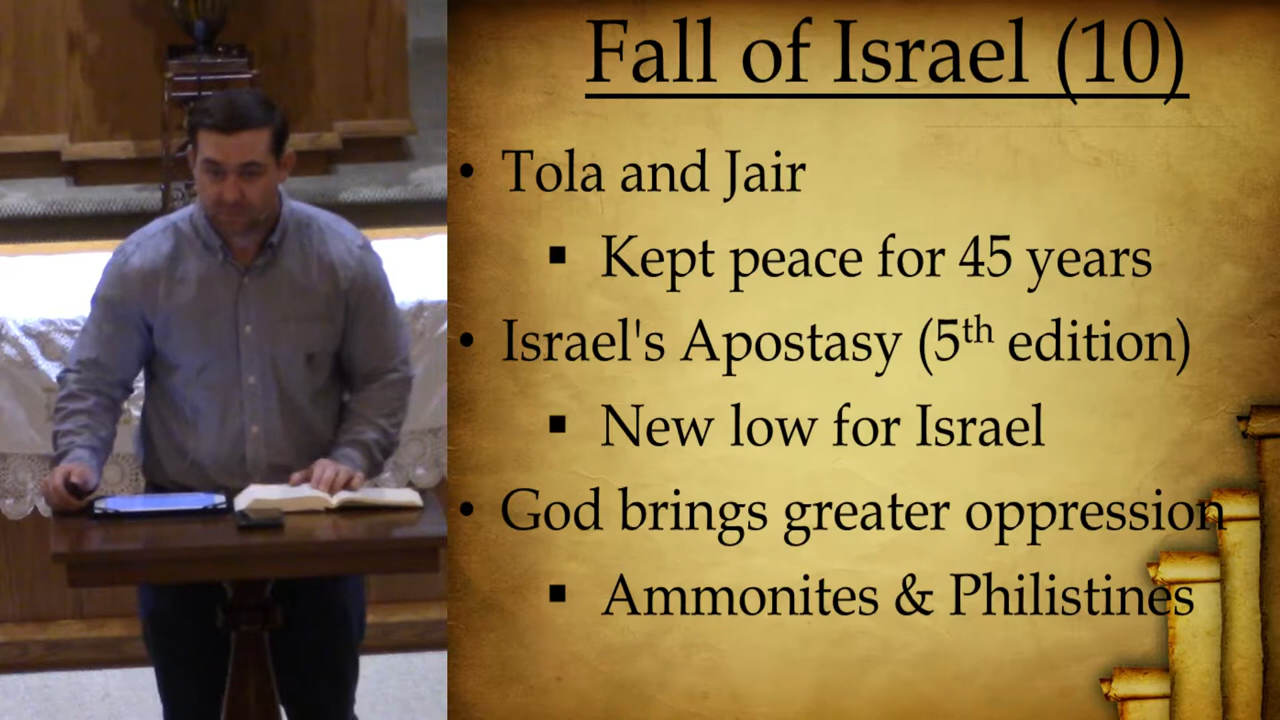 Fall of Israel (10)
• Tola and Jair
▪ Kept peace for 45 years
• Israel's Apostasy (5th edition)
▪ New low for Israel
• God brings greater oppression
▪ Ammonites & Philistines